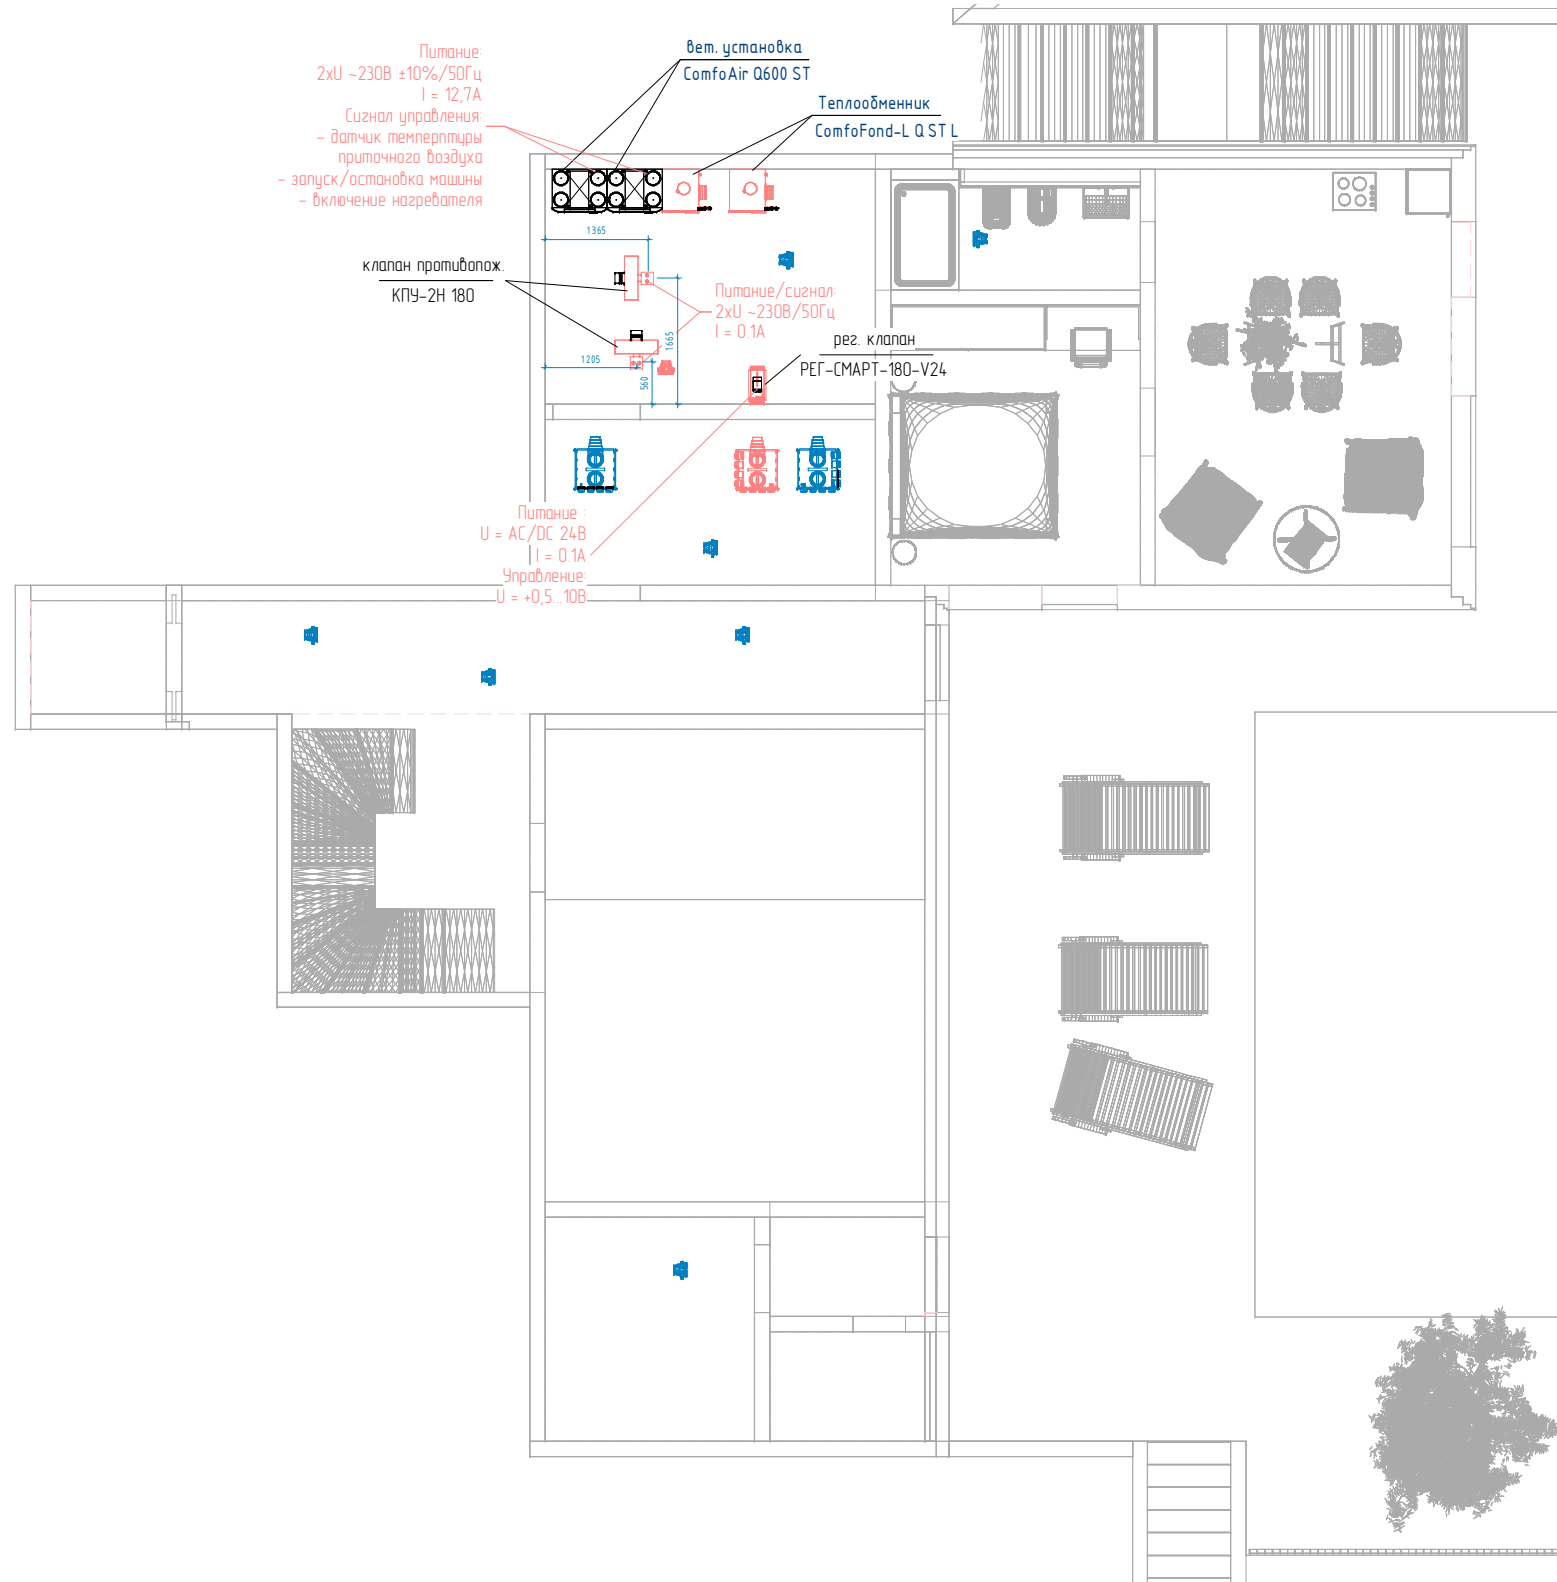 Питание:
2xU ~230В ±10%/50Гц
I = 12,7А
Сигнал управления:
- датчик темперптуры
приточного воздуха
- запуск/остановка машины
- включение нагревателя
вет. установка
ComfoAir Q600 ST
Теплообменник
ComfoFond-L Q ST L
1365
клапан противопож.
КПУ-2Н 180
Питание/сигнал:
2xU ~230В/50Гц
I = 0.1А
1665
рег. клапан
РЕГ-СМАРТ-180-V24
1205
560
Питание :
U = AC/DC 24В
I = 0.1А
Управление:
U = +0,5...10В